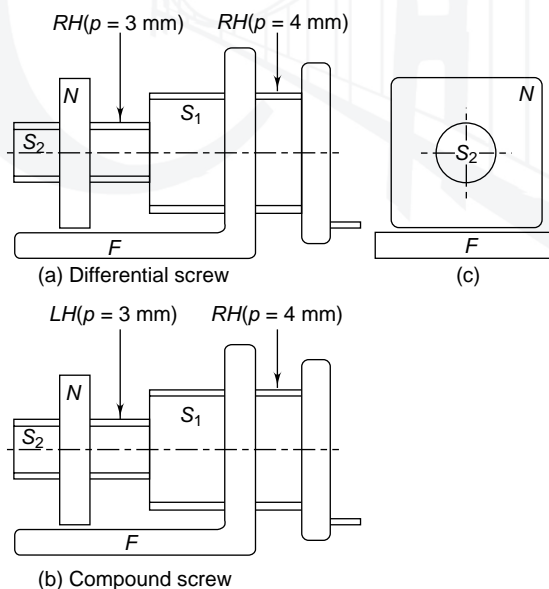 RH(p = 3 mm) RH(p = 4 mm)
N
S₁
S₂
F
(a) Differential screw
N
S₂
F
(c)
LH(p = 3 mm) RH(p = 4 mm)
N
S₁
S₂
F
(b) Compound screw